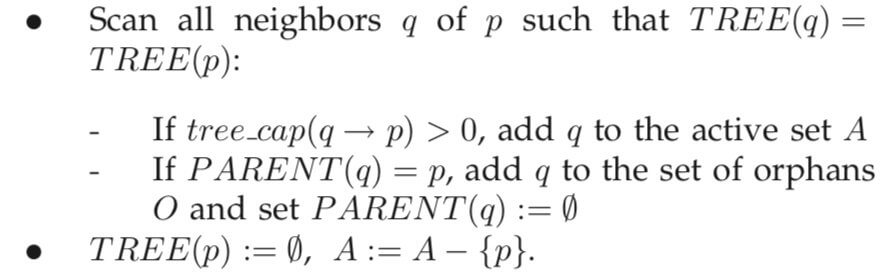 • Scan all neighbors q of p such that TREE(q) =
TREE(p):
- If tree_cap(q → p) > 0, add q to the active set A
- If PARENT(q) = p, add q to the set of orphans
O and set PARENT(q) := ∅
• TREE(p) := ∅, A := A − {p}.